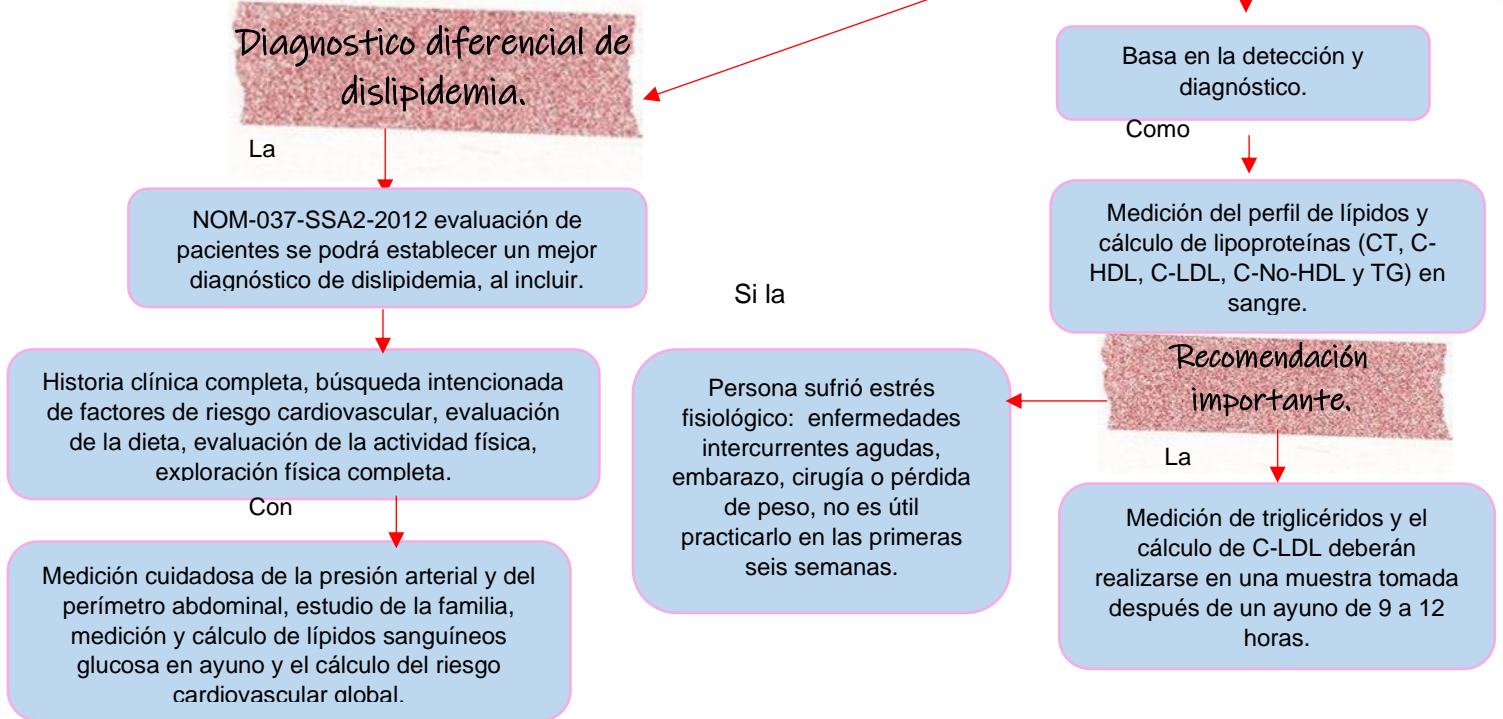 Diagnostico diferencial de
dislipidemia.
La
NOM-037-SSA2-2012 evaluación de
pacientes se podrá establecer un mejor
diagnóstico de dislipidemia, al incluir.
Historia clínica completa, búsqueda intencionada
de factores de riesgo cardiovascular, evaluación
de la dieta, evaluación de la actividad física,
exploración física completa.
Con
Medición cuidadosa de la presión arterial y del
perímetro abdominal, estudio de la familia,
medición y cálculo de lípidos sanguíneos
glucosa en ayuno y el cálculo del riesgo
cardiovascular global.
Si la
Persona sufrió estrés
fisiológico:  enfermedades
intercurrentes agudas,
embarazo, cirugía o pérdida
de peso, no es útil
practicarlo en las primeras
seis semanas.
Basa en la detección y
diagnóstico.
Como
Medición del perfil de lípidos y
cálculo de lipoproteínas (CT, C-
HDL, C-LDL, C-No-HDL y TG) en
sangre.
Recomendación
importante.
La
Medición de triglicéridos y el
cálculo de C-LDL deberán
realizarse en una muestra tomada
después de un ayuno de 9 a 12
horas.